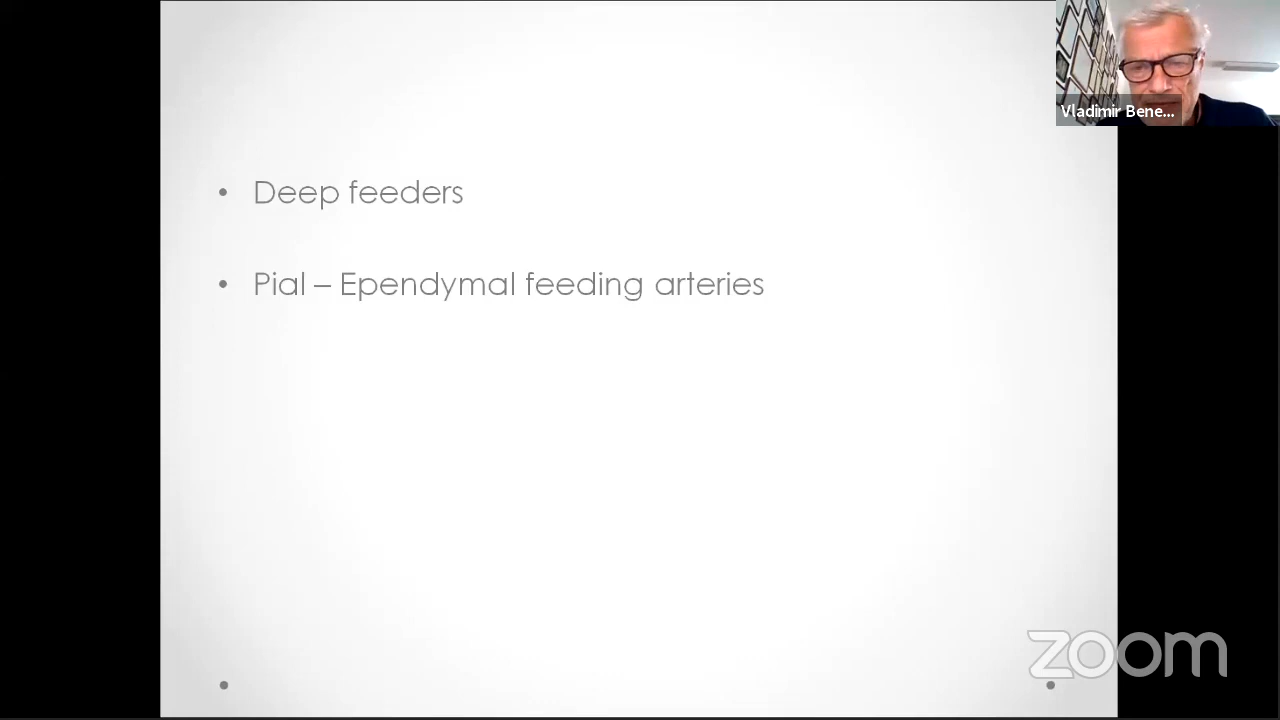 Vladimir Bene...
• Deep feeders
• Pial – Ependymal feeding arteries
zoom